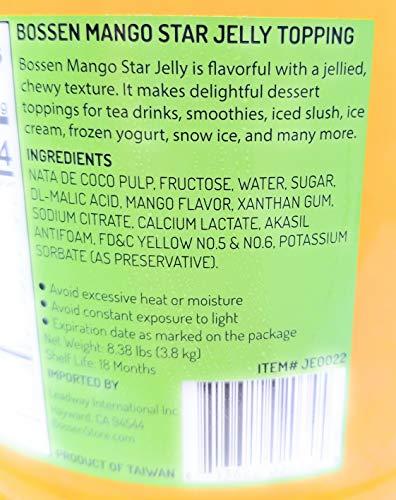 BOSSEN MANGO STAR JELLY TOPPING
Bossen Mango Star Jelly is flavorful with a jellied,
chewy texture. It makes delightful dessert
toppings for tea drinks, smoothies, iced slush, ice
cream, frozen yogurt, snow ice, and many more.
INGREDIENTS
NATA DE COCO PULP, FRUCTOSE, WATER, SUGAR,
DL-MALIC ACID, MANGO FLAVOR, XANTHAN GUM,
SODIUM CITRATE, CALCIUM LACTATE, AKASIL
ANTIFOAM, FD&C YELLOW NO.5 & NO.6, POTASSIUM
SORBATE (AS PRESERVATIVE).
• Avoid excessive heat or moisture
• Avoid constant exposure to light
• Expiration date as marked on the package
Net. Weight: 8.38 lbs (3.8 kg)
Shelf Life: 18 Months
ITEM# JE0022
IMPORTED BY
Leadway International Inc
Hayward, CA 94544
BossenStore.com
PRODUCT OF TAIWAN